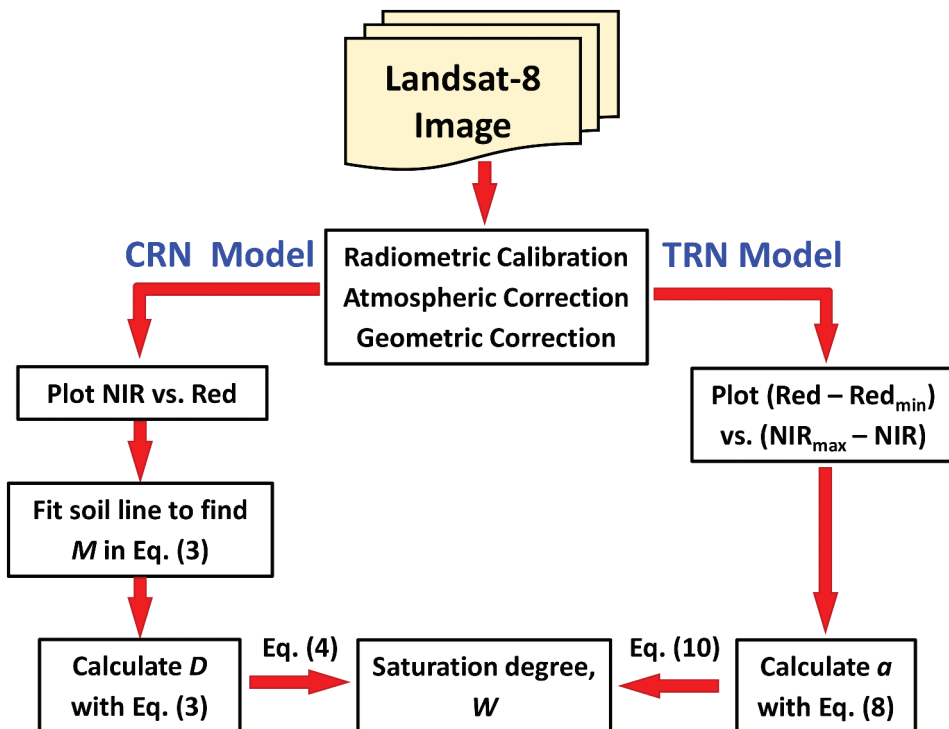 Landsat-8
Image
CRN Model
Radiometric Calibration
Atmospheric Correction
Geometric Correction
TRN Model
Plot NIR vs. Red
Fit soil line to find
M in Eq. (3)
Calculate D
with Eq. (3)
Eq. (4)
Plot (Red – Redmin)
vs. (NIRmax – NIR)
Calculate a
with Eq. (8)
Eq. (10)
Saturation degree,
W